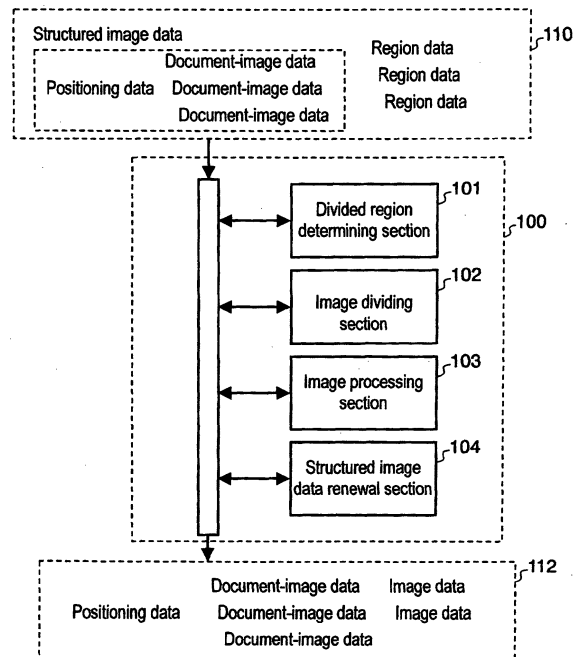 Structured image data
Document-image data
Positioning data Document-image data
Document-image data
Region data
Region data
Region data
110
101
Divided region
determining section
100
102
Image dividing
section
103
Image processing
section
104
Structured image
data renewal section
112
Document-image data Image data
Positioning data Document-image data Image data
Document-image data